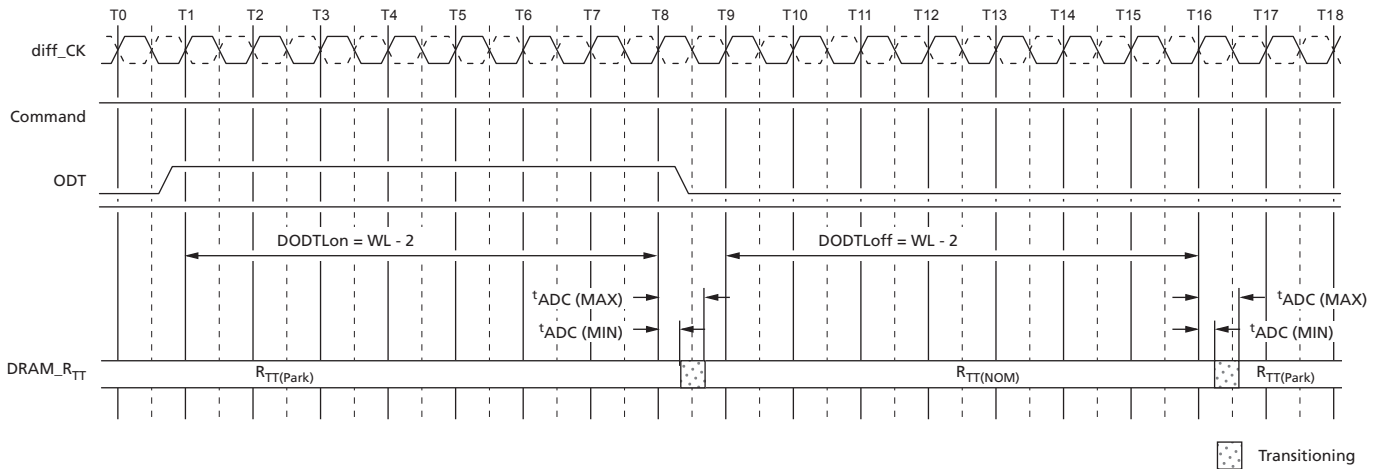 T0 T1 T2 T3 T4 T5 T6 T7 T8 T9 T10 T11 T12 T13 T14 T15 T16 T17 T18
diff_CK
Command
ODT
DODTLon = WL - 2 DODTLoff = WL - 2
tADC (MAX) tADC (MAX)
tADC (MIN) tADC (MIN)
DRAM_RTT RTT(Park) RTT(NOM) RTT(Park)
Transitioning